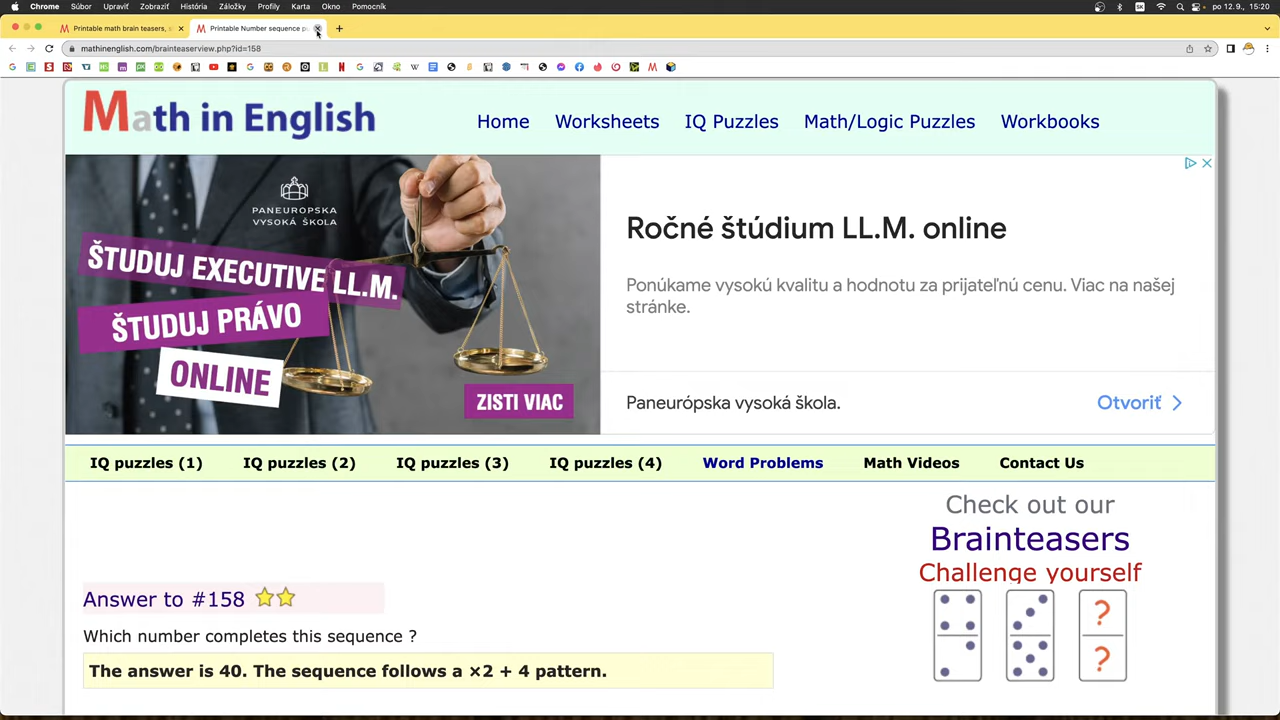 Chrome Súbor Upraviť Zobraziť História Záložky Profily Karta Okno Pomocník
SK
po 12.9., 15:20
Printable math brain teasers,
Printable Number sequence p
mathinenglish.com/brainteaserview.php?id=158
Math in English
Home Worksheets IQ Puzzles Math/Logic Puzzles Workbooks
PANEURÓPSKA
VYSOKÁ ŠKOLA
ŠTUDUJ EXECUTIVE LL.M.
ŠTUDUJ PRÁVO
ONLINE
ZISTI VIAC
Ročné štúdium LL.M. online
Ponúkame vysokú kvalitu a hodnotu za prijateľnú cenu. Viac na našej
stránke.
Paneurópska vysoká škola.
Otvoriť
IQ puzzles (1) IQ puzzles (2) IQ puzzles (3) IQ puzzles (4) Word Problems Math Videos Contact Us
Check out our
Brainteasers
Challenge yourself
? ?
Answer to #158
Which number completes this sequence ?
The answer is 40. The sequence follows a ×2 + 4 pattern.